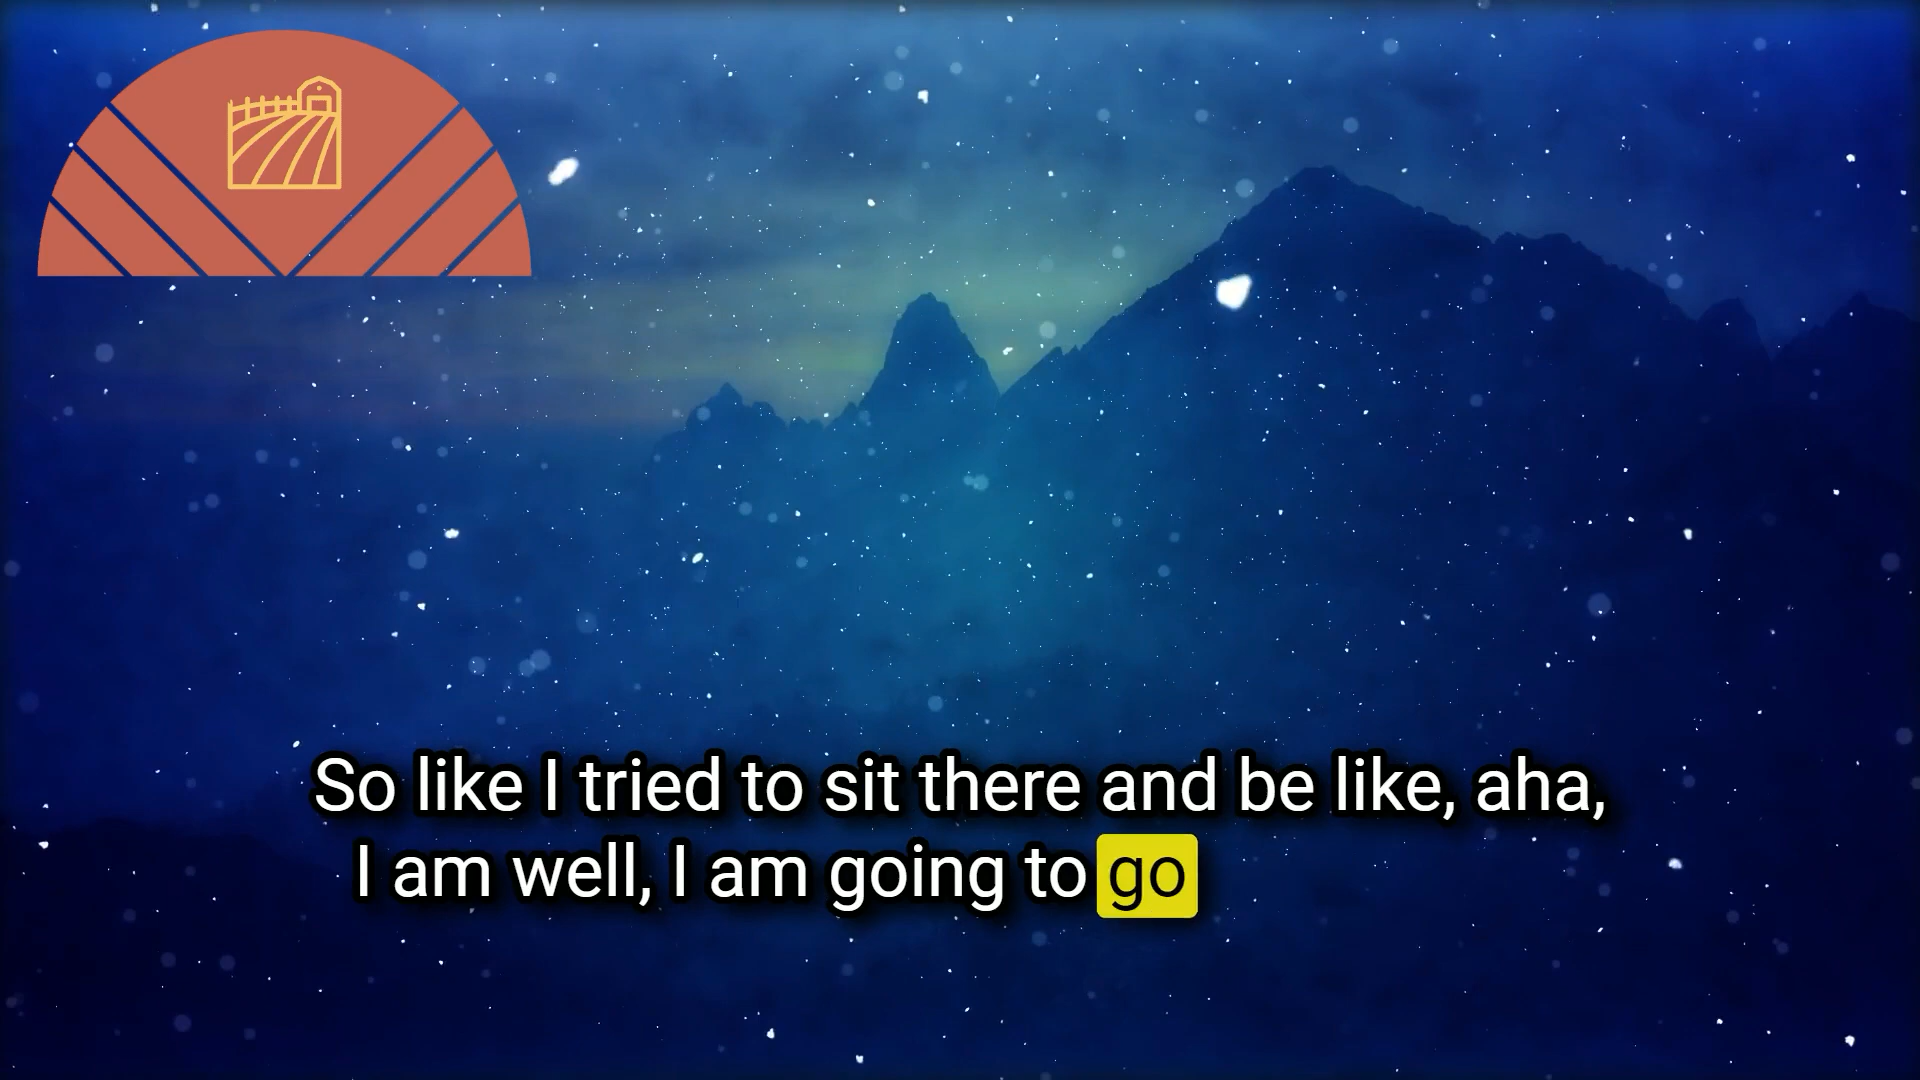 So like I tried to sit there and be like, aha,
I am well, I am going to go